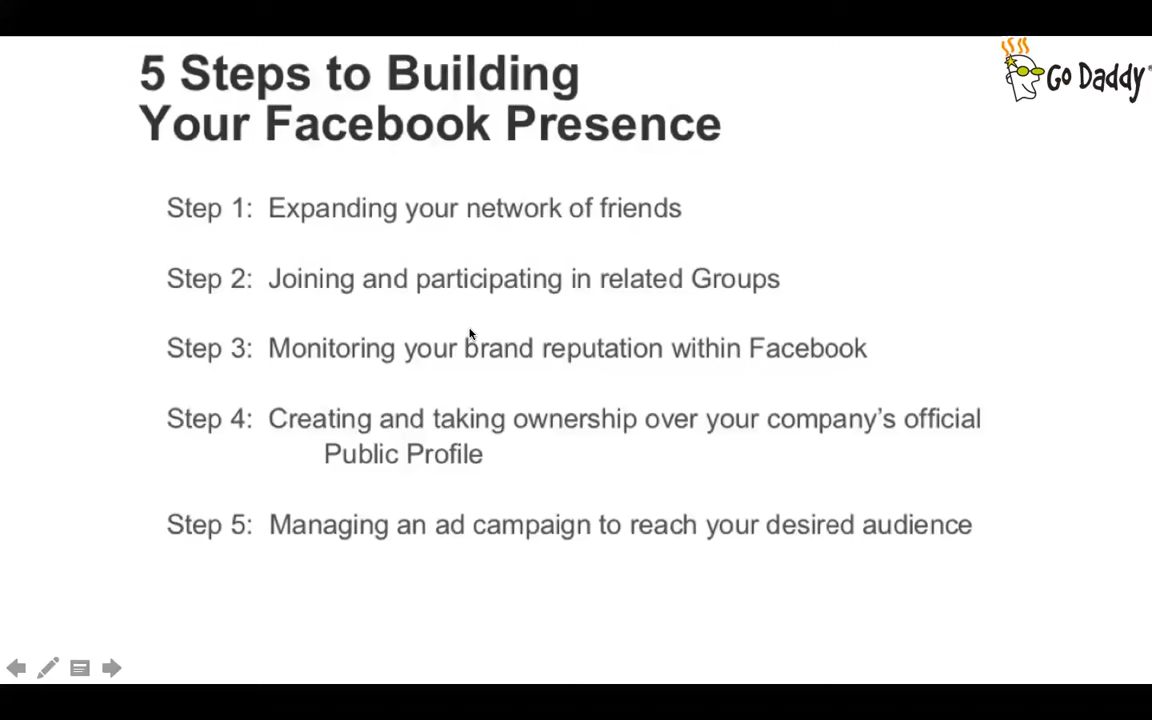 5 Steps to Building
Your Facebook Presence
Go Daddy®
Step 1: Expanding your network of friends
Step 2: Joining and participating in related Groups
Step 3: Monitoring your brand reputation within Facebook
Step 4: Creating and taking ownership over your company’s official
Public Profile
Step 5: Managing an ad campaign to reach your desired audience